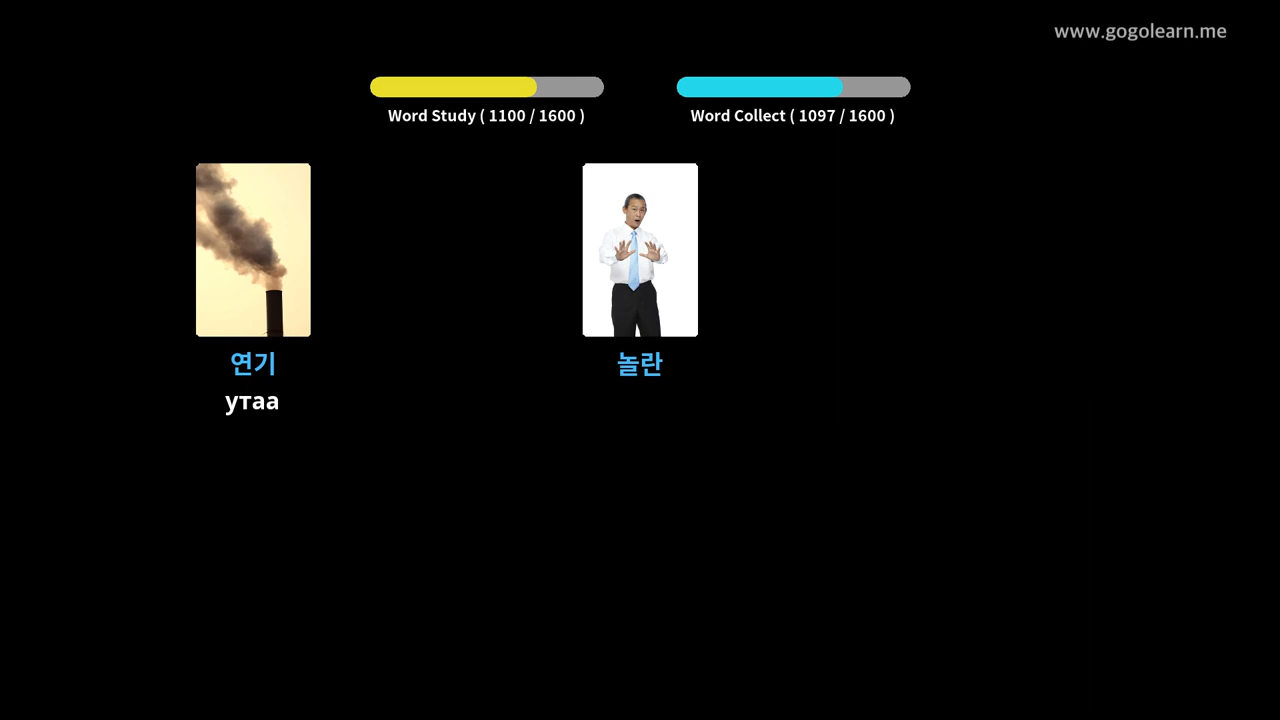 www.gogolearn.me
Word Study ( 1100 / 1600 )
Word Collect ( 1097 / 1600 )
연기
утаа
놀란